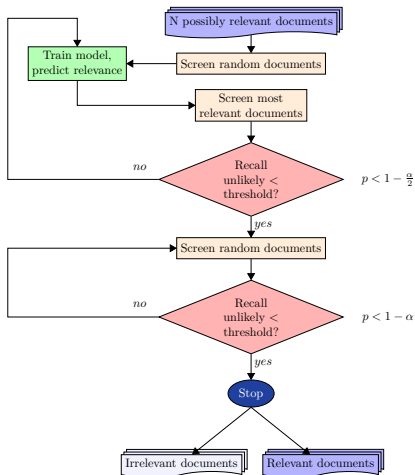 N possibly relevant documents
Train model,
predict relevance
Screen random documents
Screen most
relevant documents
Recall
unlikely <
threshold?
no
p < 1 − α/2
yes
Screen random documents
Recall
unlikely <
threshold?
no
p < 1 − α
yes
Stop
Irrelevant documents
Relevant documents